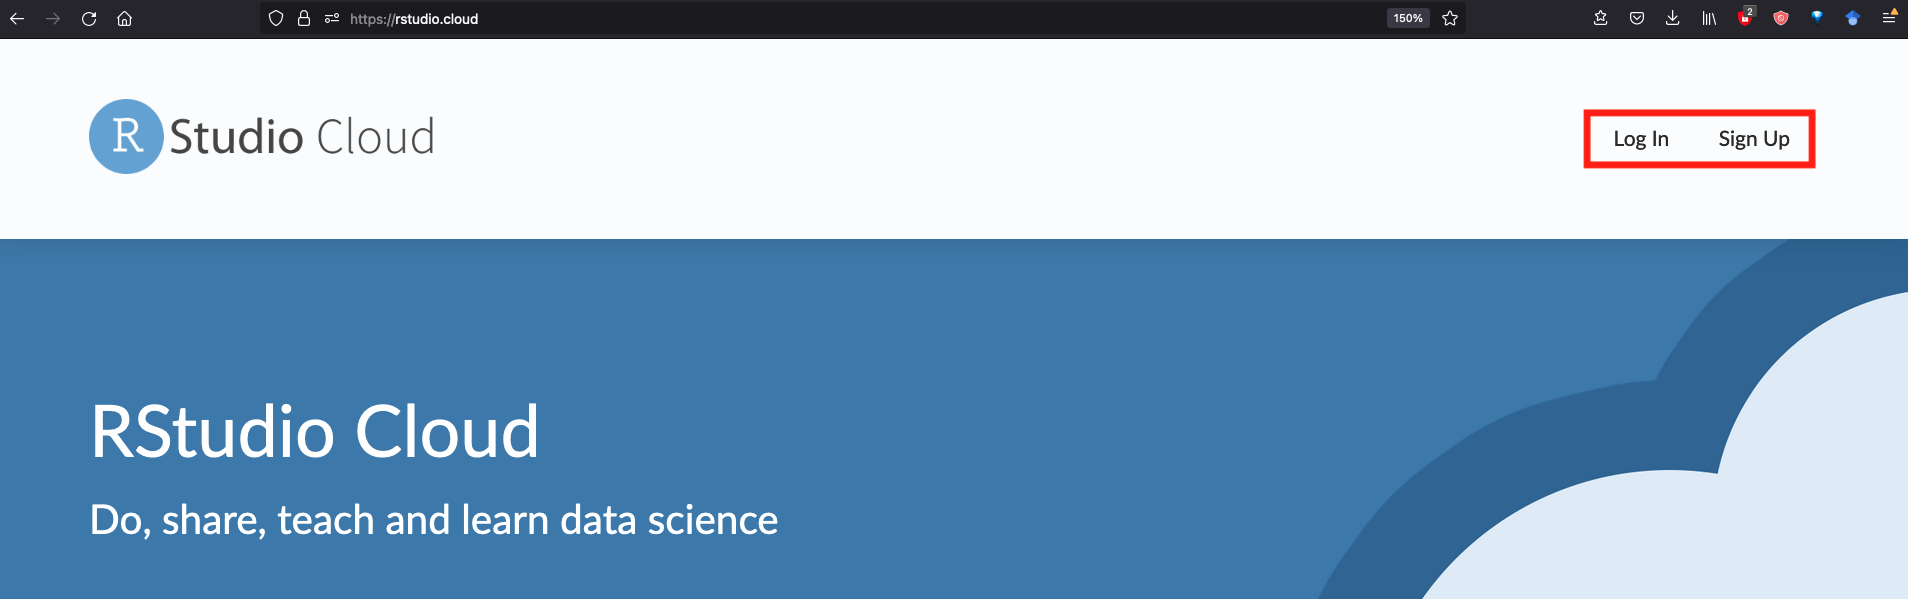 https://rstudio.cloud
150%
2
R Studio Cloud
Log In
Sign Up
RStudio Cloud
Do, share, teach and learn data science